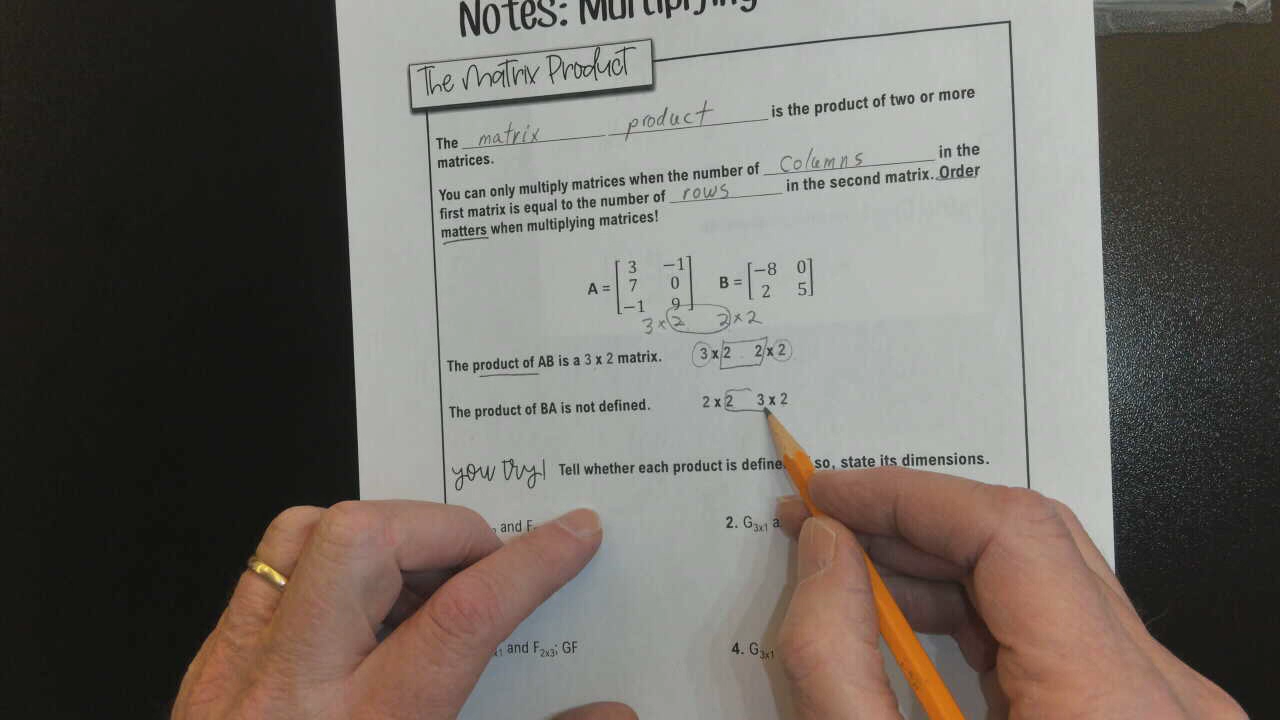 Notes: Multiplying
The Matrix Product
The matrix product is the product of two or more
matrices.
You can only multiply matrices when the number of columns in the
first matrix is equal to the number of rows in the second matrix. Order
matters when multiplying matrices!
A = [3 −1; 7 0; −1 9] B = [−8 0; 2 5]
3 × 2 2 × 2
The product of AB is a 3 x 2 matrix. 3 x 2 2 x 2
The product of BA is not defined. 2 x 2 3 x 2
you try! Tell whether each product is so, state its dimensions.
and F 2. G3x1
and F2x3; GF 4. G3x1